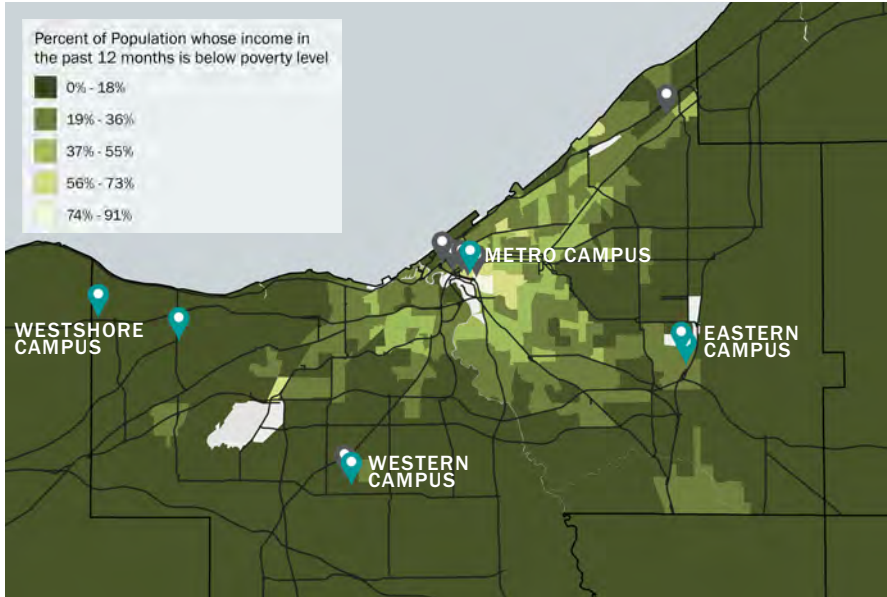 Percent of Population whose income in
the past 12 months is below poverty level
0% - 18%
19% - 36%
37% - 55%
56% - 73%
74% - 91%
METRO CAMPUS
WESTSHORE
CAMPUS
EASTERN
CAMPUS
WESTERN
CAMPUS